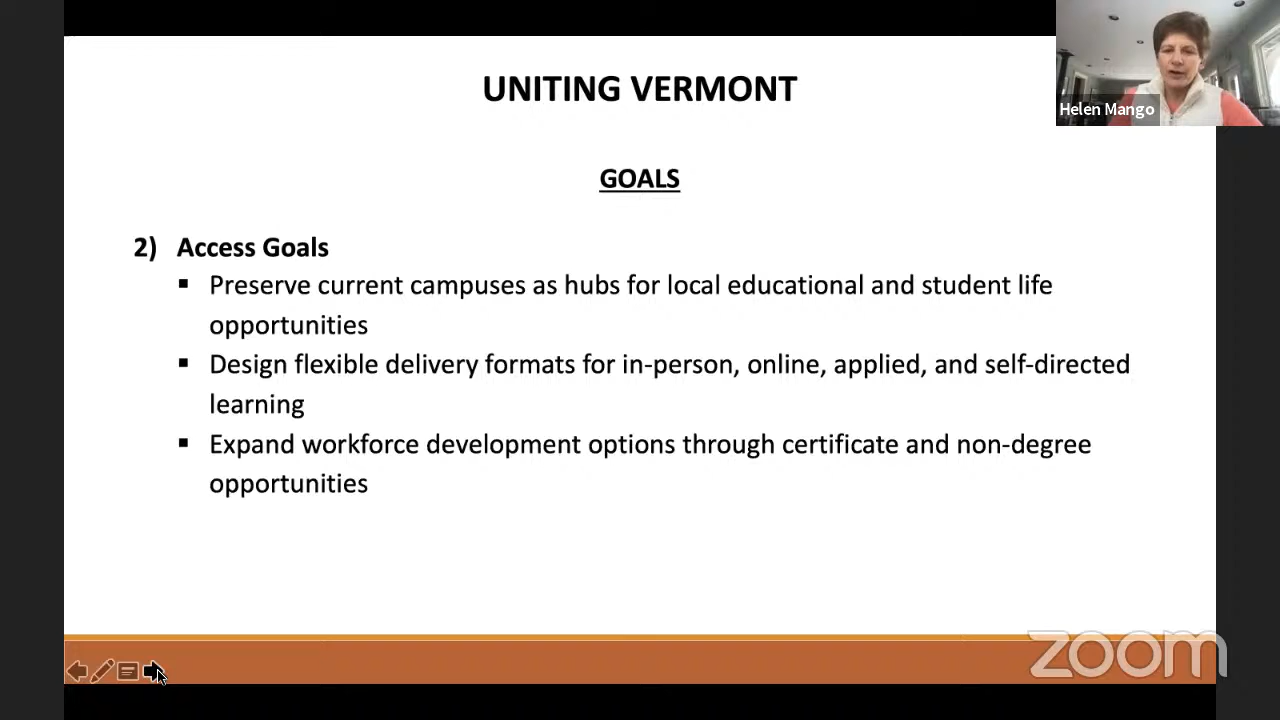 UNITING VERMONT
Helen Mango
GOALS
2) Access Goals
▪ Preserve current campuses as hubs for local educational and student life
opportunities
▪ Design flexible delivery formats for in-person, online, applied, and self-directed
learning
▪ Expand workforce development options through certificate and non-degree
opportunities
zoom